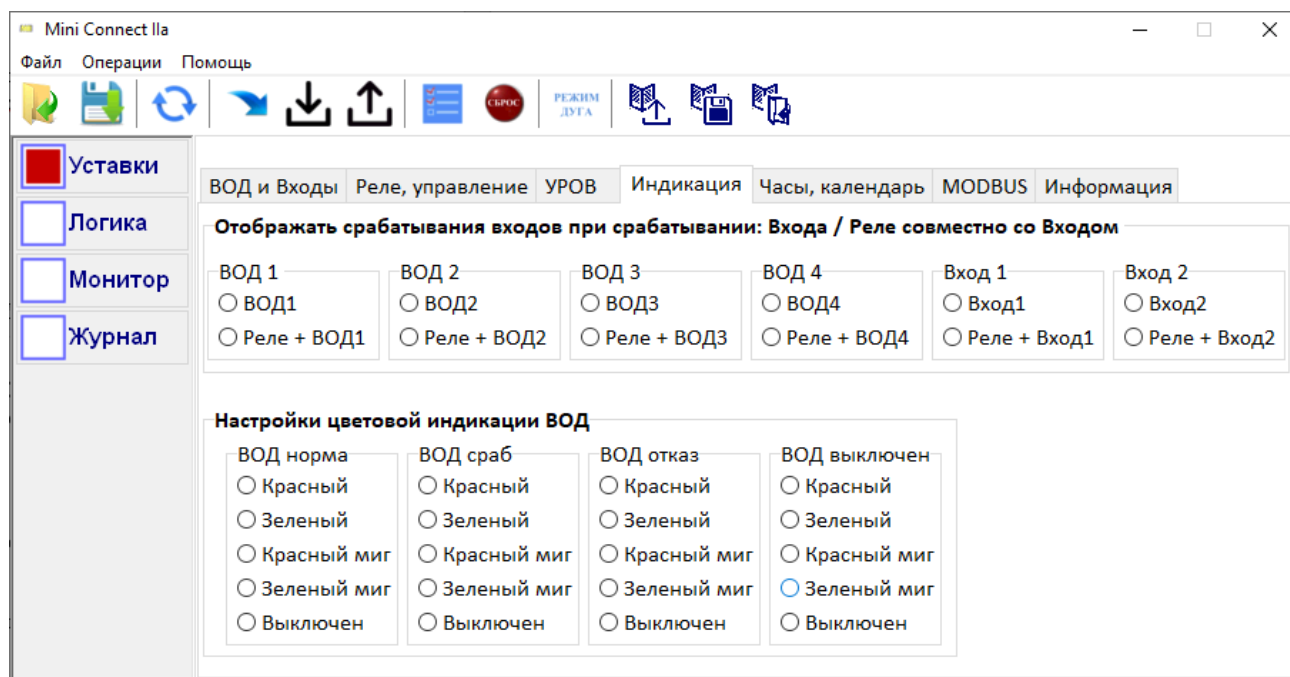 Mini Connect IIa
Файл Операции Помощь
СБРОС
РЕЖИМ
ДУГА
Уставки
Логика
Монитор
Журнал
ВОД и Входы Реле, управление УРОВ Индикация Часы, календарь MODBUS Информация
Отображать срабатывания входов при срабатывании: Входа / Реле совместно со Входом
ВОД 1 ВОД 2 ВОД 3 ВОД 4 Вход 1 Вход 2
ВОД1 ВОД2 ВОД3 ВОД4 Вход1 Вход2
Реле + ВОД1 Реле + ВОД2 Реле + ВОД3 Реле + ВОД4 Реле + Вход1 Реле + Вход2
Настройки цветовой индикации ВОД
ВОД норма ВОД сраб ВОД отказ ВОД выключен
Красный Красный Красный Красный
Зеленый Зеленый Зеленый Зеленый
Красный миг Красный миг Красный миг Красный миг
Зеленый миг Зеленый миг Зеленый миг Зеленый миг
Выключен Выключен Выключен Выключен